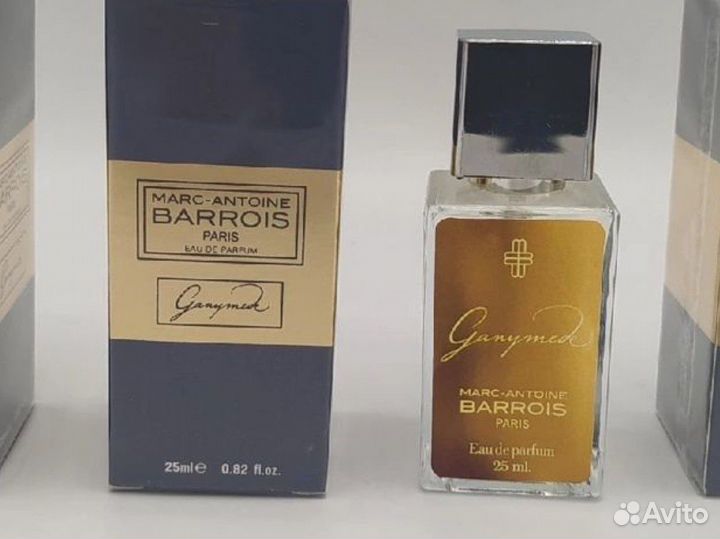 MARC-ANTOINE
BARROIS
PARIS
EAU DE PARFUM
Ganymede
25ml℮ 0.82 fl.oz.
Ganymede
MARC-ANTOINE
BARROIS
PARIS
Eau de parfum
25 ml.
Avito